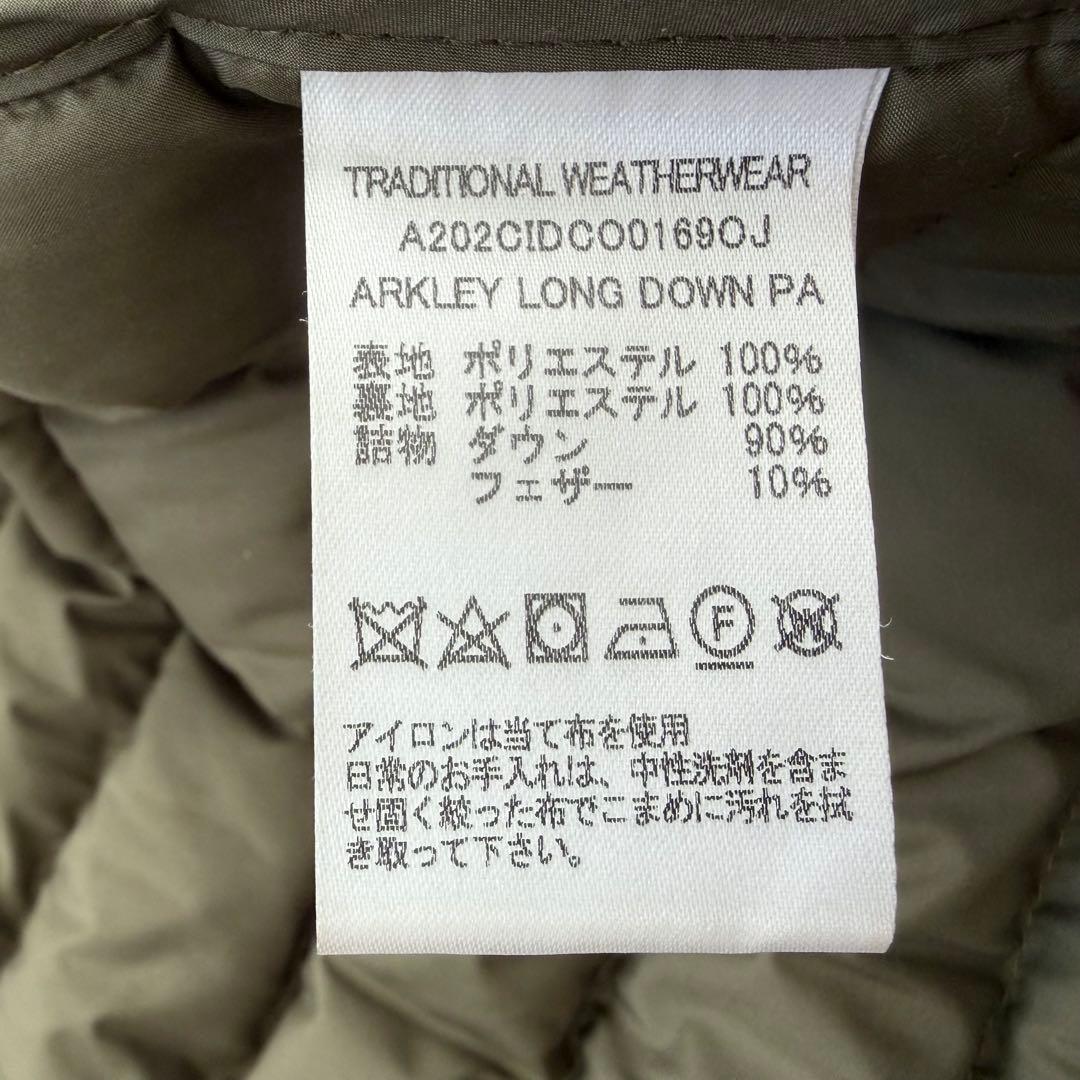 TRADITIONAL WEATHERWEAR
A202CIDCO0169OJ
ARKLEY LONG DOWN PA
表地 ポリエステル 100%
裏地 ポリエステル 100%
詰物 ダウン 90%
フェザー 10%
F W
アイロンは当て布を使用
日常のお手入れは、中性洗剤を含ま
せ固く絞った布でこまめに汚れを拭
き取って下さい。